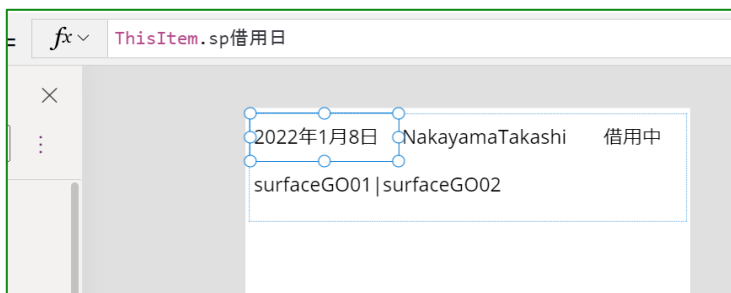 = fx ThisItem.sp借用日
2022年1月8日 NakayamaTakashi 借用中
surfaceGO01|surfaceGO02